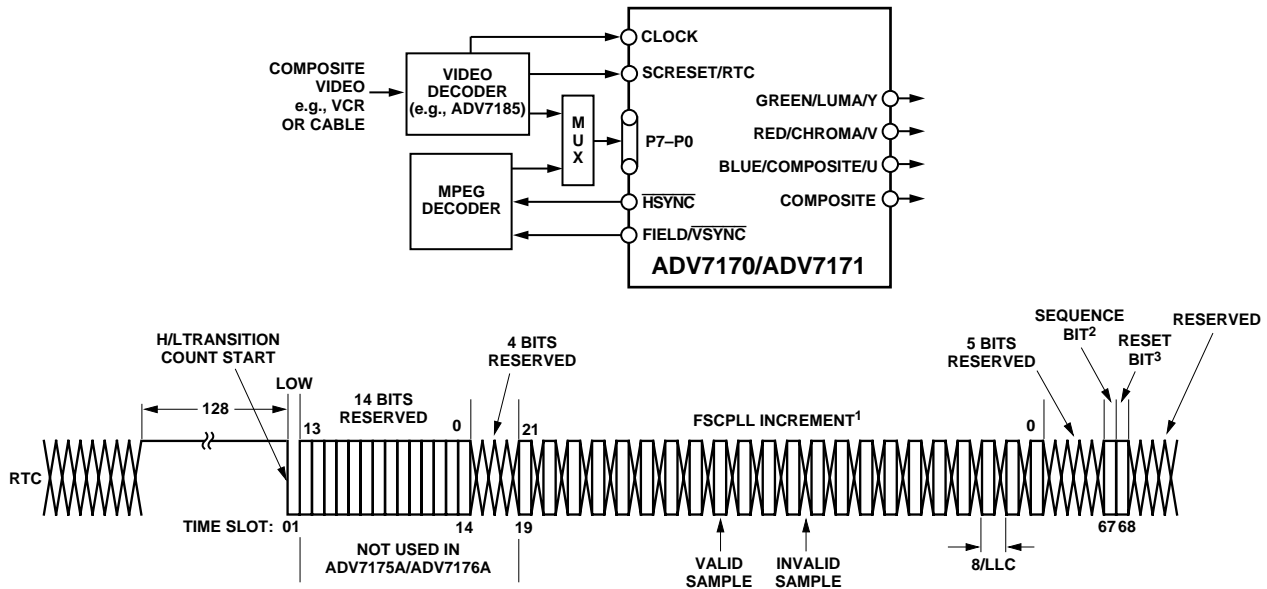 COMPOSITE
VIDEO
e.g., VCR
OR CABLE
VIDEO
DECODER
(e.g., ADV7185)
MPEG
DECODER
M
U
X
CLOCK
SCRESET/RTC
P7–P0
HSYNC
FIELD/VSYNC
GREEN/LUMA/Y
RED/CHROMA/V
BLUE/COMPOSITE/U
COMPOSITE
ADV7170/ADV7171
H/LTRANSITION
COUNT START
LOW
128
14 BITS
RESERVED
4 BITS
RESERVED
5 BITS
RESERVED
SEQUENCE
BIT²
RESET
BIT³
RESERVED
13
0
21
FSCPLL INCREMENT¹
0
RTC
TIME SLOT:
01
14
19
67
68
NOT USED IN
ADV7175A/ADV7176A
VALID
SAMPLE
INVALID
SAMPLE
8/LLC